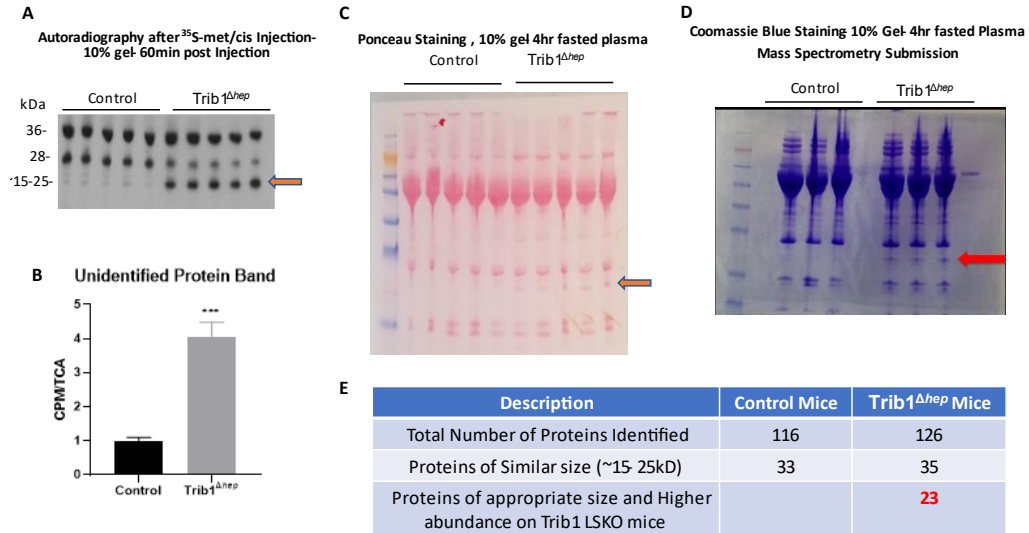 A
Autoradiography after ³⁵S-met/cis Injection-
10% gel- 60min post Injection
kDa
Control
Trib1Δhep
36-
28-
~15-25-
B
Unidentified Protein Band
CPM/TCA
5
4
3
2
1
0
***
Control
Trib1Δhep
C
Ponceau Staining , 10% gel 4hr fasted plasma
Control
Trib1Δhep
D
Coomassie Blue Staining 10% Gel- 4hr fasted Plasma
Mass Spectrometry Submission
Control
Trib1Δhep
E
Description Control Mice Trib1Δhep Mice
Total Number of Proteins Identified 116 126
Proteins of Similar size (~15- 25kD) 33 35
Proteins of appropriate size and Higher 23
abundance on Trib1 LSKO mice